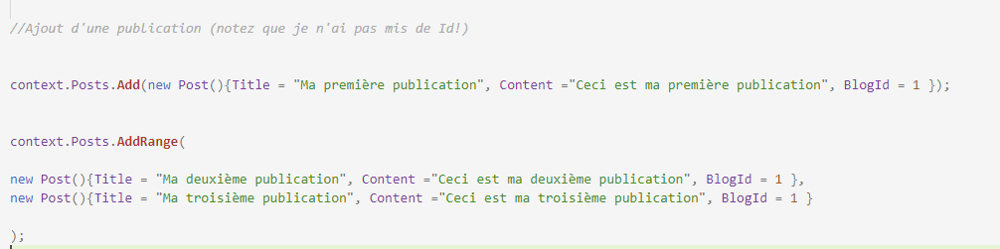 //Ajout d'une publication (notez que je n'ai pas mis de Id!)
context.Posts.Add(new Post(){Title = "Ma première publication", Content ="Ceci est ma première publication", BlogId = 1 });
context.Posts.AddRange(
new Post(){Title = "Ma deuxième publication", Content ="Ceci est ma deuxième publication", BlogId = 1 },
new Post(){Title = "Ma troisième publication", Content ="Ceci est ma troisième publication", BlogId = 1 }
);